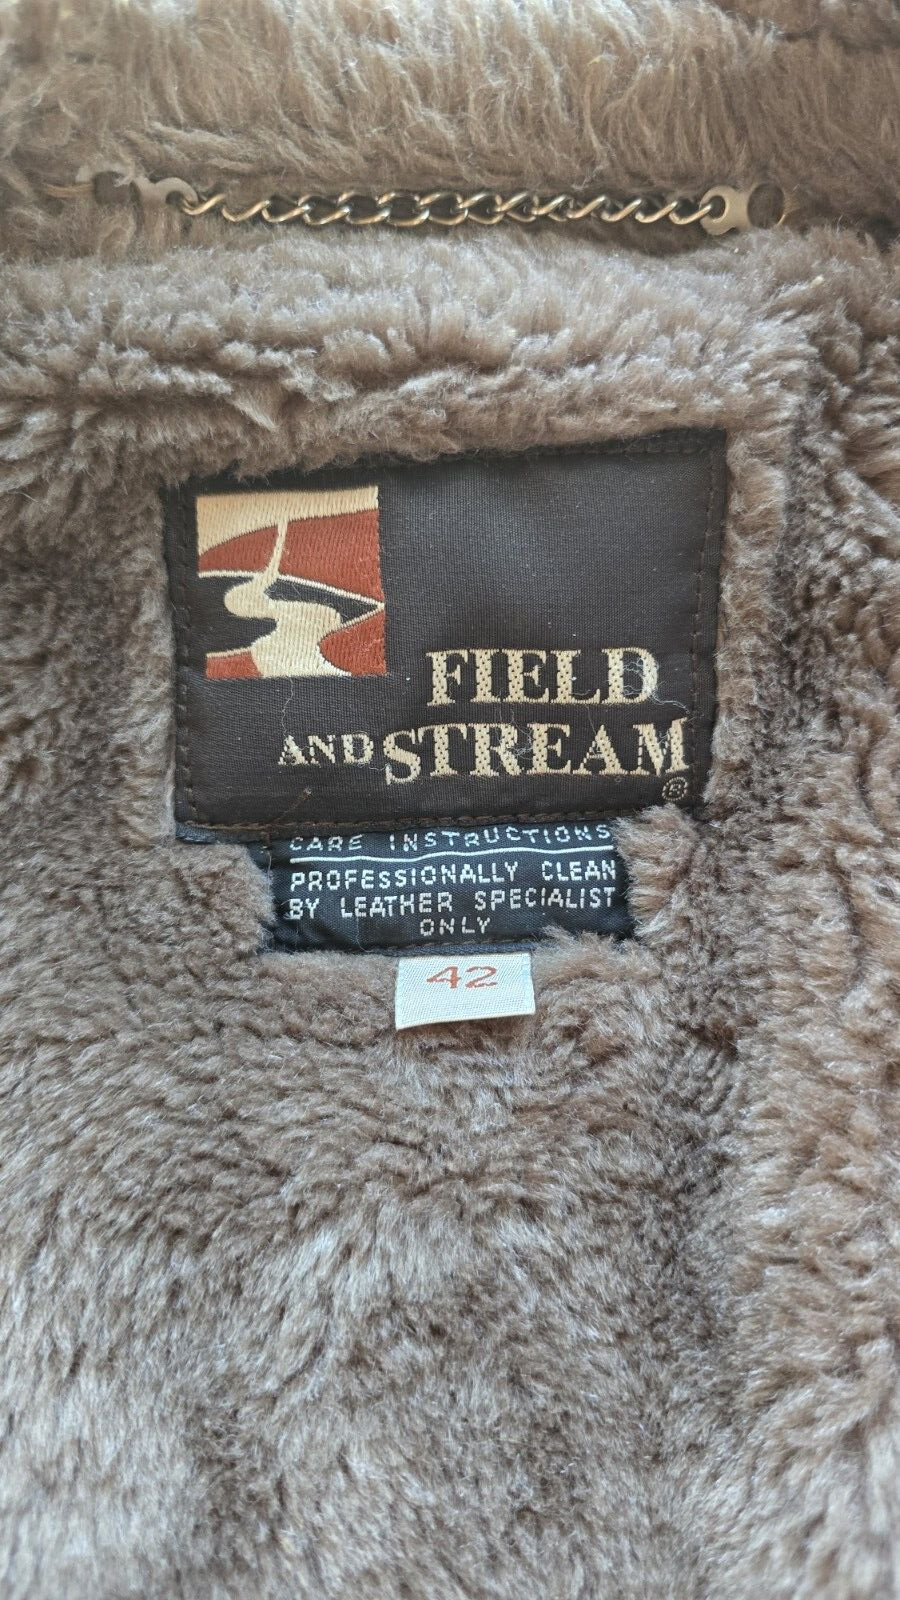 FIELD
AND STREAM
®
CARE INSTRUCTIONS
PROFESSIONALLY CLEAN
BY LEATHER SPECIALIST
ONLY
42